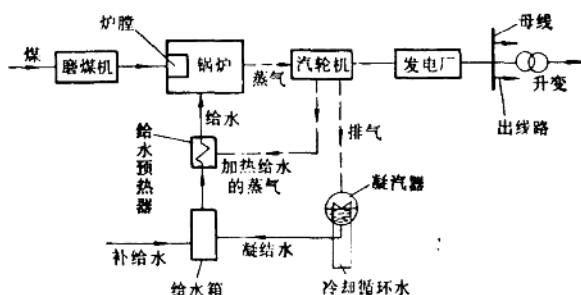 炉膛
煤
磨煤机
锅炉
蒸气
汽轮机
发电厂
母线
升变
出线路
给水
给水预热器
加热给水
的蒸气
排气
凝汽器
补给水
凝结水
给水箱
冷却循环水